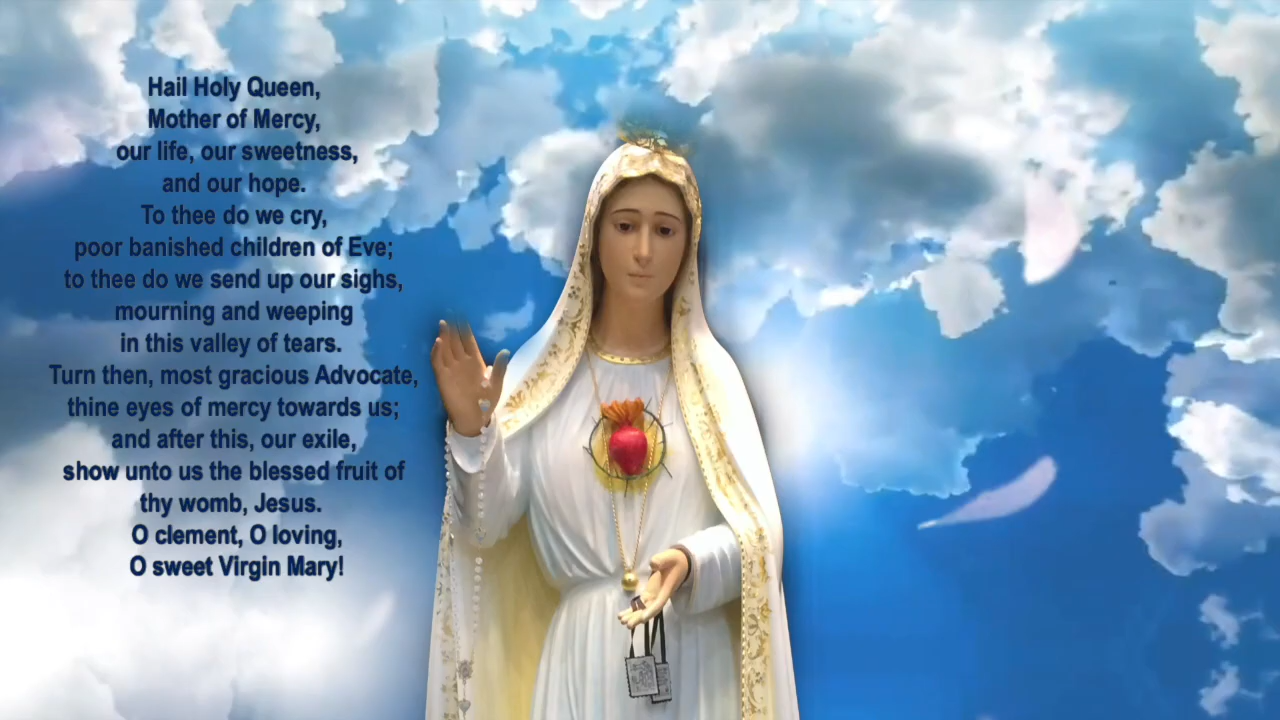 Hail Holy Queen,
Mother of Mercy,
our life, our sweetness,
and our hope.
To thee do we cry,
poor banished children of Eve;
to thee do we send up our sighs,
mourning and weeping
in this valley of tears.
Turn then, most gracious Advocate,
thine eyes of mercy towards us;
and after this, our exile,
show unto us the blessed fruit of
thy womb, Jesus.
O clement, O loving,
O sweet Virgin Mary!